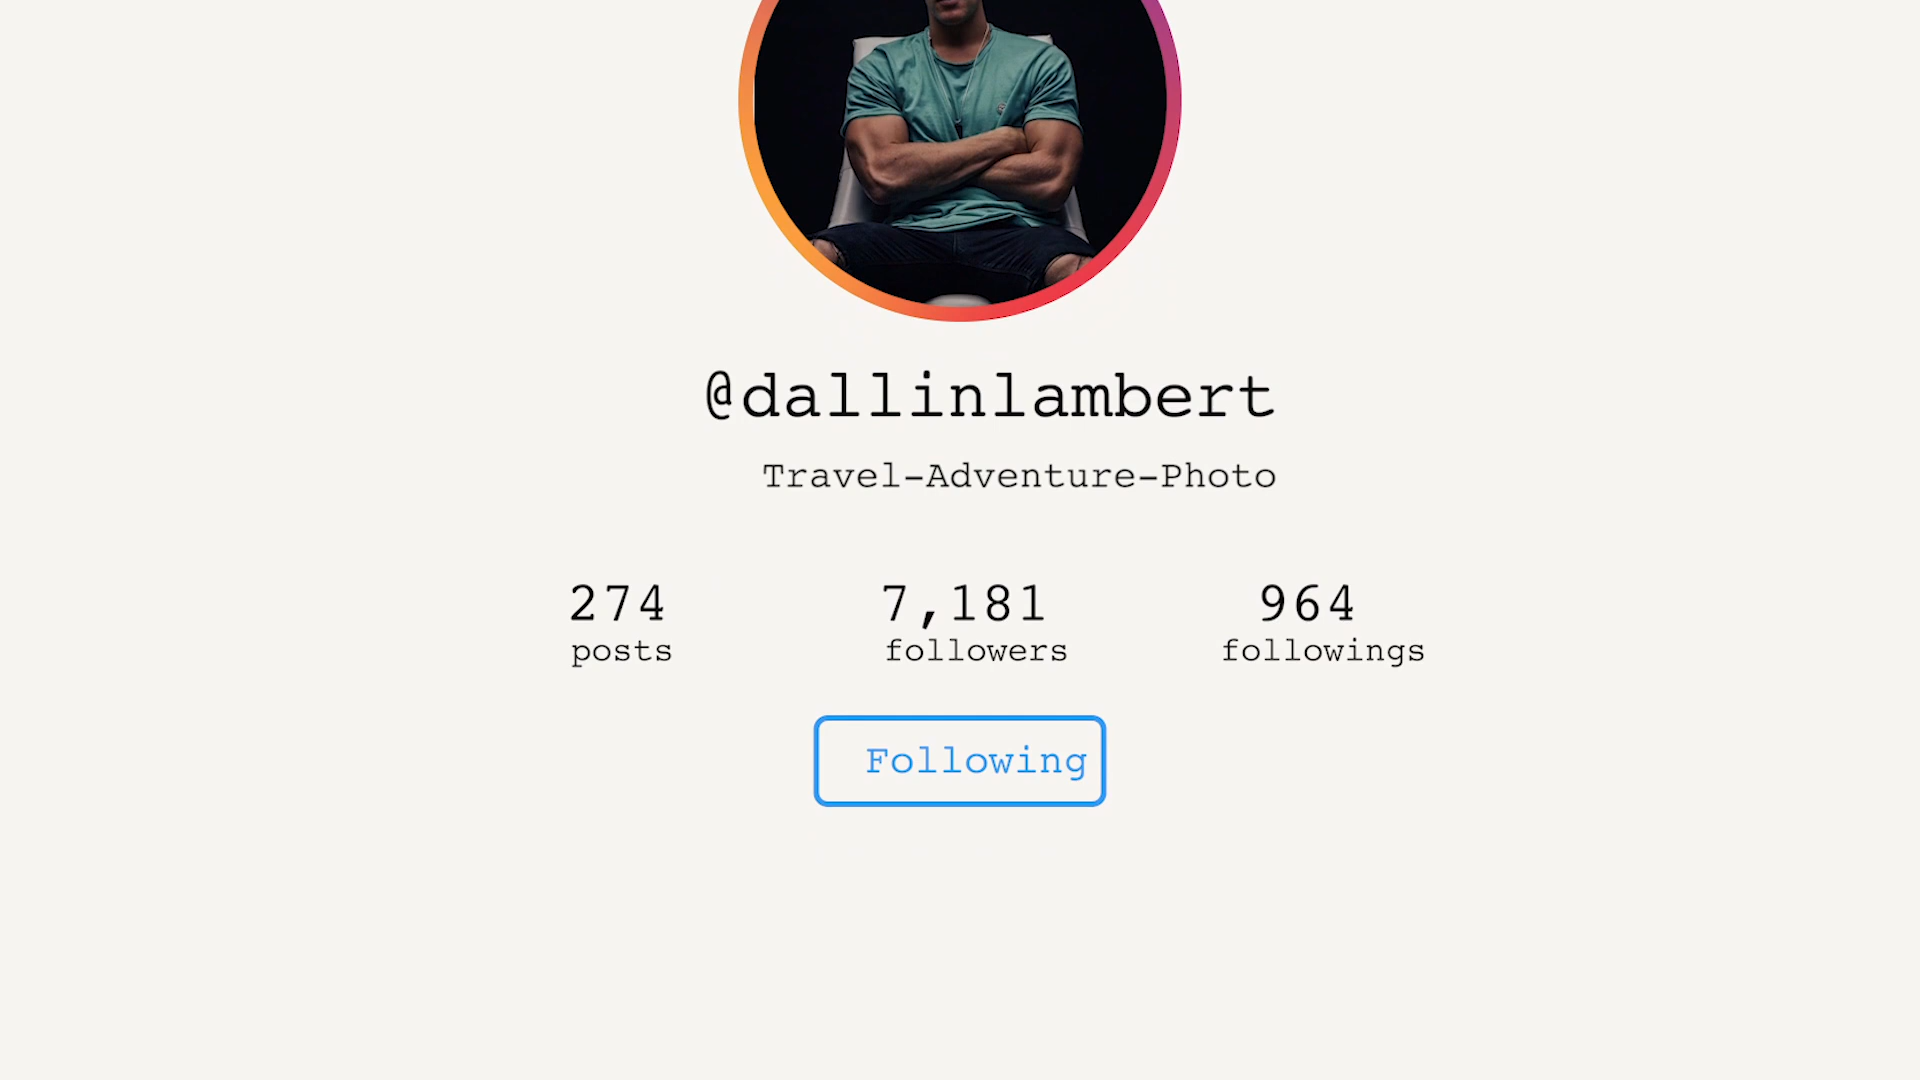 @dallinlambert
Travel-Adventure-Photo
274 7,181 964
posts followers followings
Following